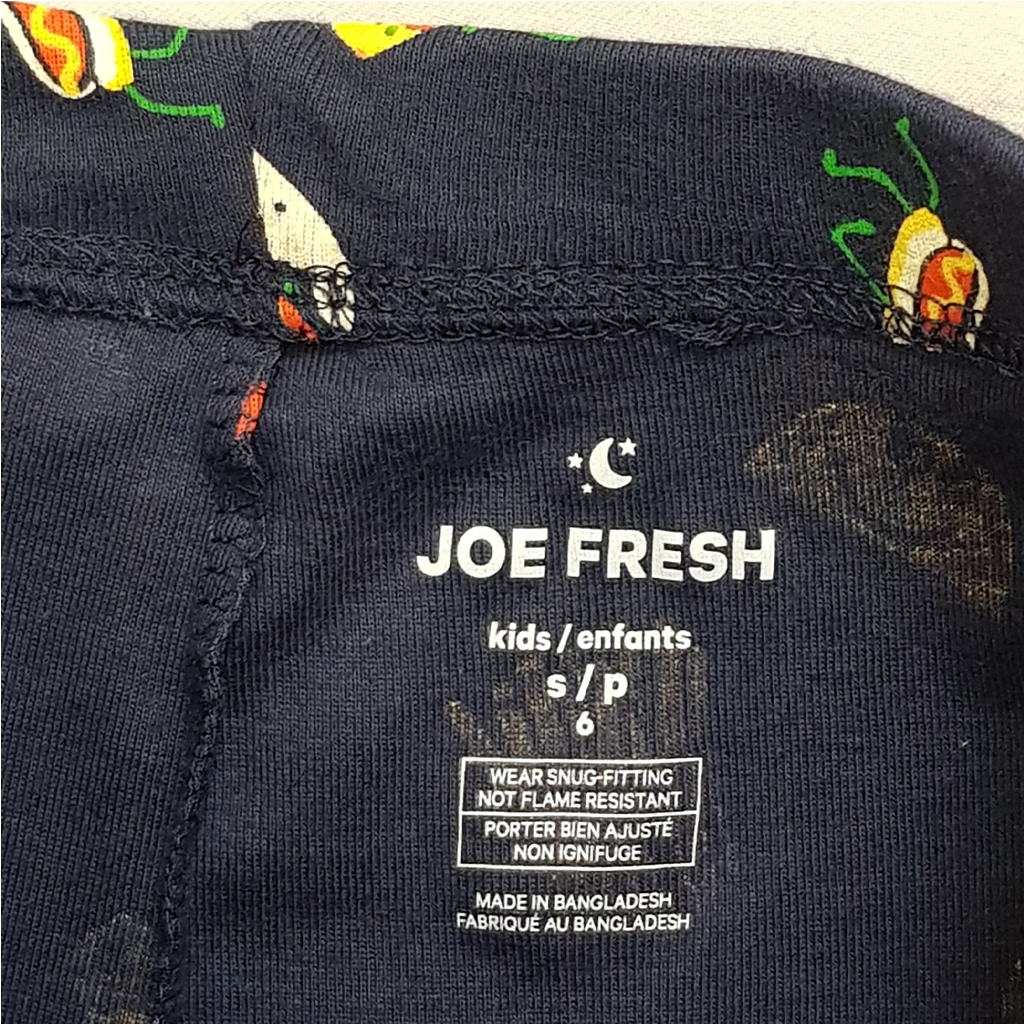 JOE FRESH
kids / enfants
s / p
6
WEAR SNUG-FITTING
NOT FLAME RESISTANT
PORTER BIEN AJUSTÉ
NON IGNIFUGE
MADE IN BANGLADESH
FABRIQUÉ AU BANGLADESH